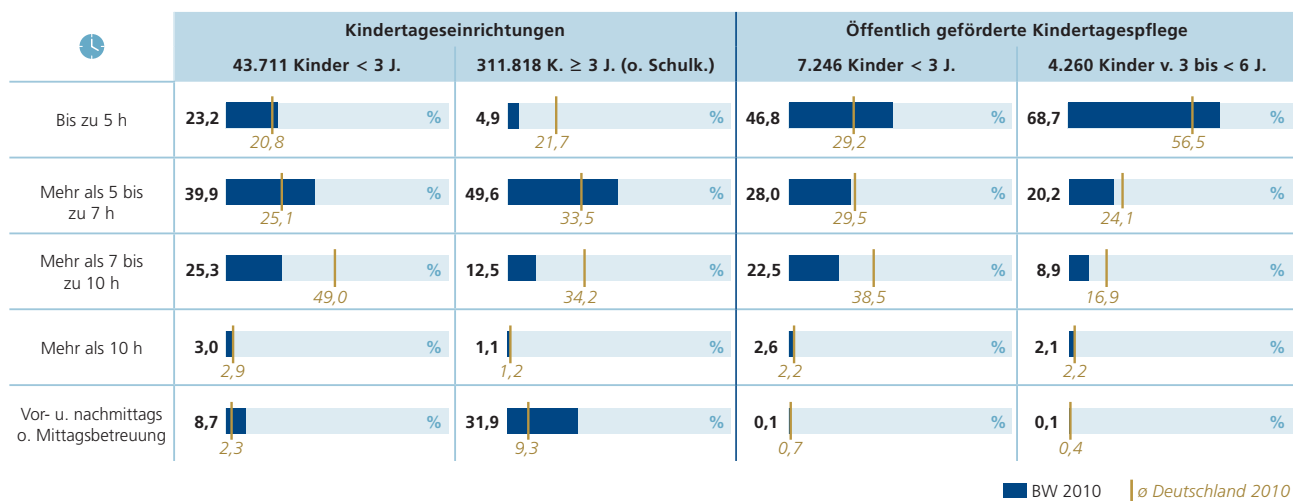 Kindertageseinrichtungen Öffentlich geförderte Kindertagespflege
43.711 Kinder < 3 J. 311.818 K. ≥ 3 J. (o. Schulk.) 7.246 Kinder < 3 J. 4.260 Kinder v. 3 bis < 6 J.
Bis zu 5 h 23,2 % 4,9 % 46,8 % 68,7 %
20,8 21,7 29,2 56,5
Mehr als 5 bis
zu 7 h 39,9 % 49,6 % 28,0 % 20,2 %
25,1 33,5 29,5 24,1
Mehr als 7 bis
zu 10 h 25,3 % 12,5 % 22,5 % 8,9 %
49,0 34,2 38,5 16,9
Mehr als 10 h 3,0 % 1,1 % 2,6 % 2,1 %
2,9 1,2 2,2 2,2
Vor- u. nachmittags
o. Mittagsbetreuung 8,7 % 31,9 % 0,1 % 0,1 %
2,3 9,3 0,7 0,4
BW 2010 ø Deutschland 2010